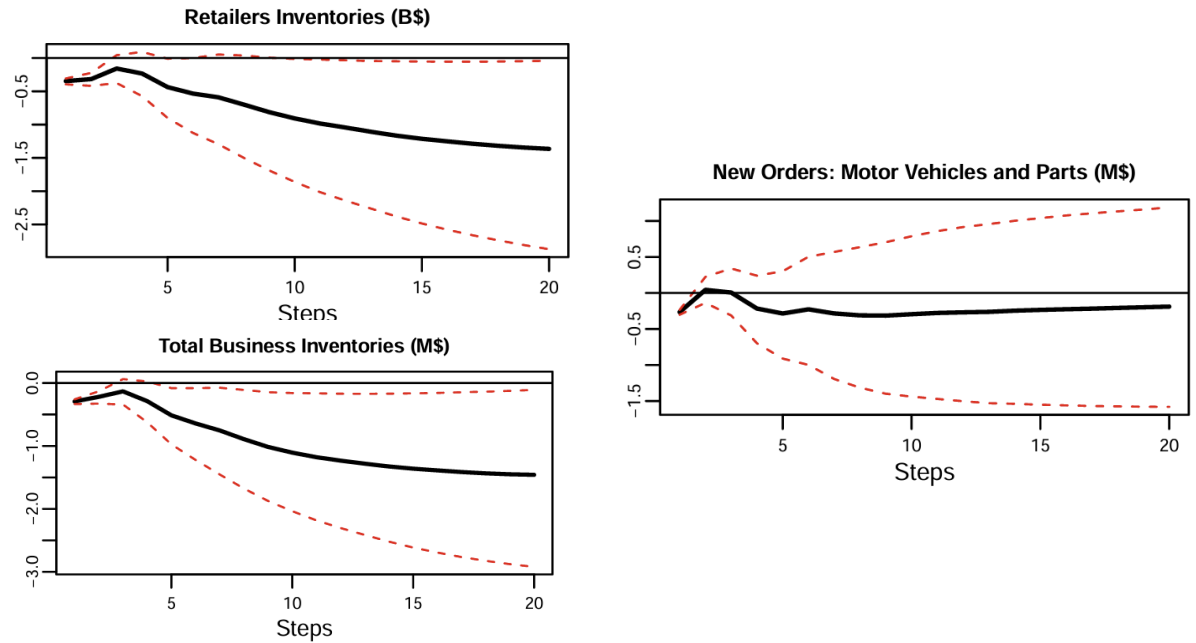 Retailers Inventories (B$)
-0.5
-1.5
-2.5
5 10 15 20
Steps
Total Business Inventories (M$)
0.0
-1.0
-2.0
-3.0
5 10 15 20
Steps
New Orders: Motor Vehicles and Parts (M$)
0.5
-0.5
-1.5
5 10 15 20
Steps